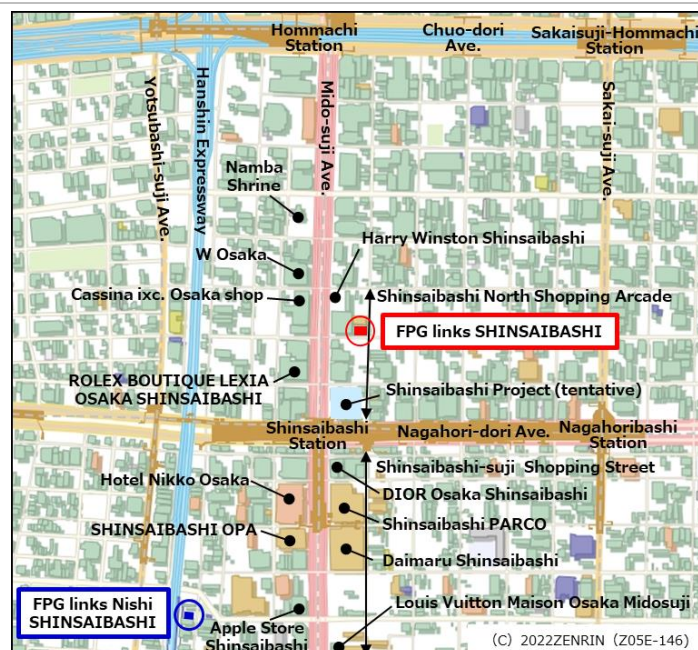 Hommachi
Station
Chuo-dori
Ave.
Sakaisuji-Hommachi
Station
Yotsubashi-suji Ave.
Hanshin Expressway
Mido-suji Ave.
Sakai-suji Ave.
Namba
Shrine
Harry Winston Shinsaibashi
W Osaka
Cassina ixc. Osaka shop
Shinsaibashi North Shopping Arcade
FPG links SHINSAIBASHI
ROLEX BOUTIQUE LEXIA
OSAKA SHINSAIBASHI
Shinsaibashi Project (tentative)
Shinsaibashi
Station
Nagahori-dori Ave.
Nagahoribashi
Station
Shinsaibashi-suji Shopping Street
Hotel Nikko Osaka
DIOR Osaka Shinsaibashi
Shinsaibashi PARCO
SHINSAIBASHI OPA
Daimaru Shinsaibashi
FPG links Nishi
SHINSAIBASHI
Louis Vuitton Maison Osaka Midosuji
Apple Store
Shinsaibashi
(C) 2022ZENRIN (Z05E-146)